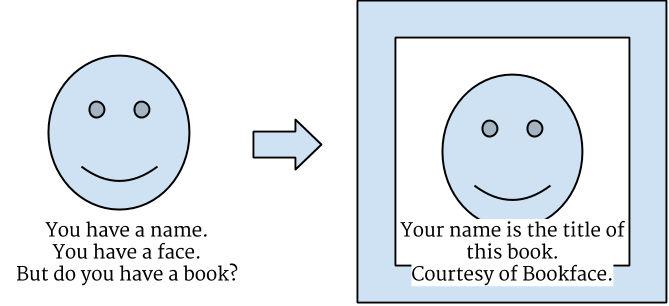 You have a name.
You have a face.
But do you have a book?
Your name is the title of
this book.
Courtesy of Bookface.